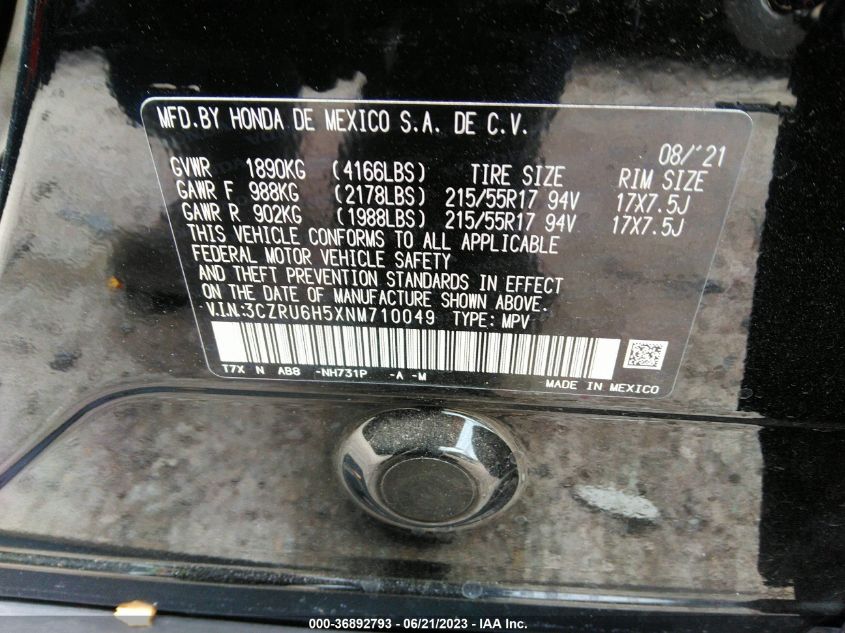 MFD.BY HONDA DE MEXICO S.A. DE C.V.
08/'21
GVWR 1890KG (4166LBS) TIRE SIZE RIM SIZE
GAWR F 988KG (2178LBS) 215/55R17 94V 17X7.5J
GAWR R 902KG (1988LBS) 215/55R17 94V 17X7.5J
THIS VEHICLE CONFORMS TO ALL APPLICABLE
FEDERAL MOTOR VEHICLE SAFETY
AND THEFT PREVENTION STANDARDS IN EFFECT
ON THE DATE OF MANUFACTURE SHOWN ABOVE.
V.I.N:3CZRU6H5XNM710049 TYPE: MPV
T7X N AB8 -NH731P -A -M
MADE IN MEXICO
000-36892793 - 06/21/2023 - IAA Inc.